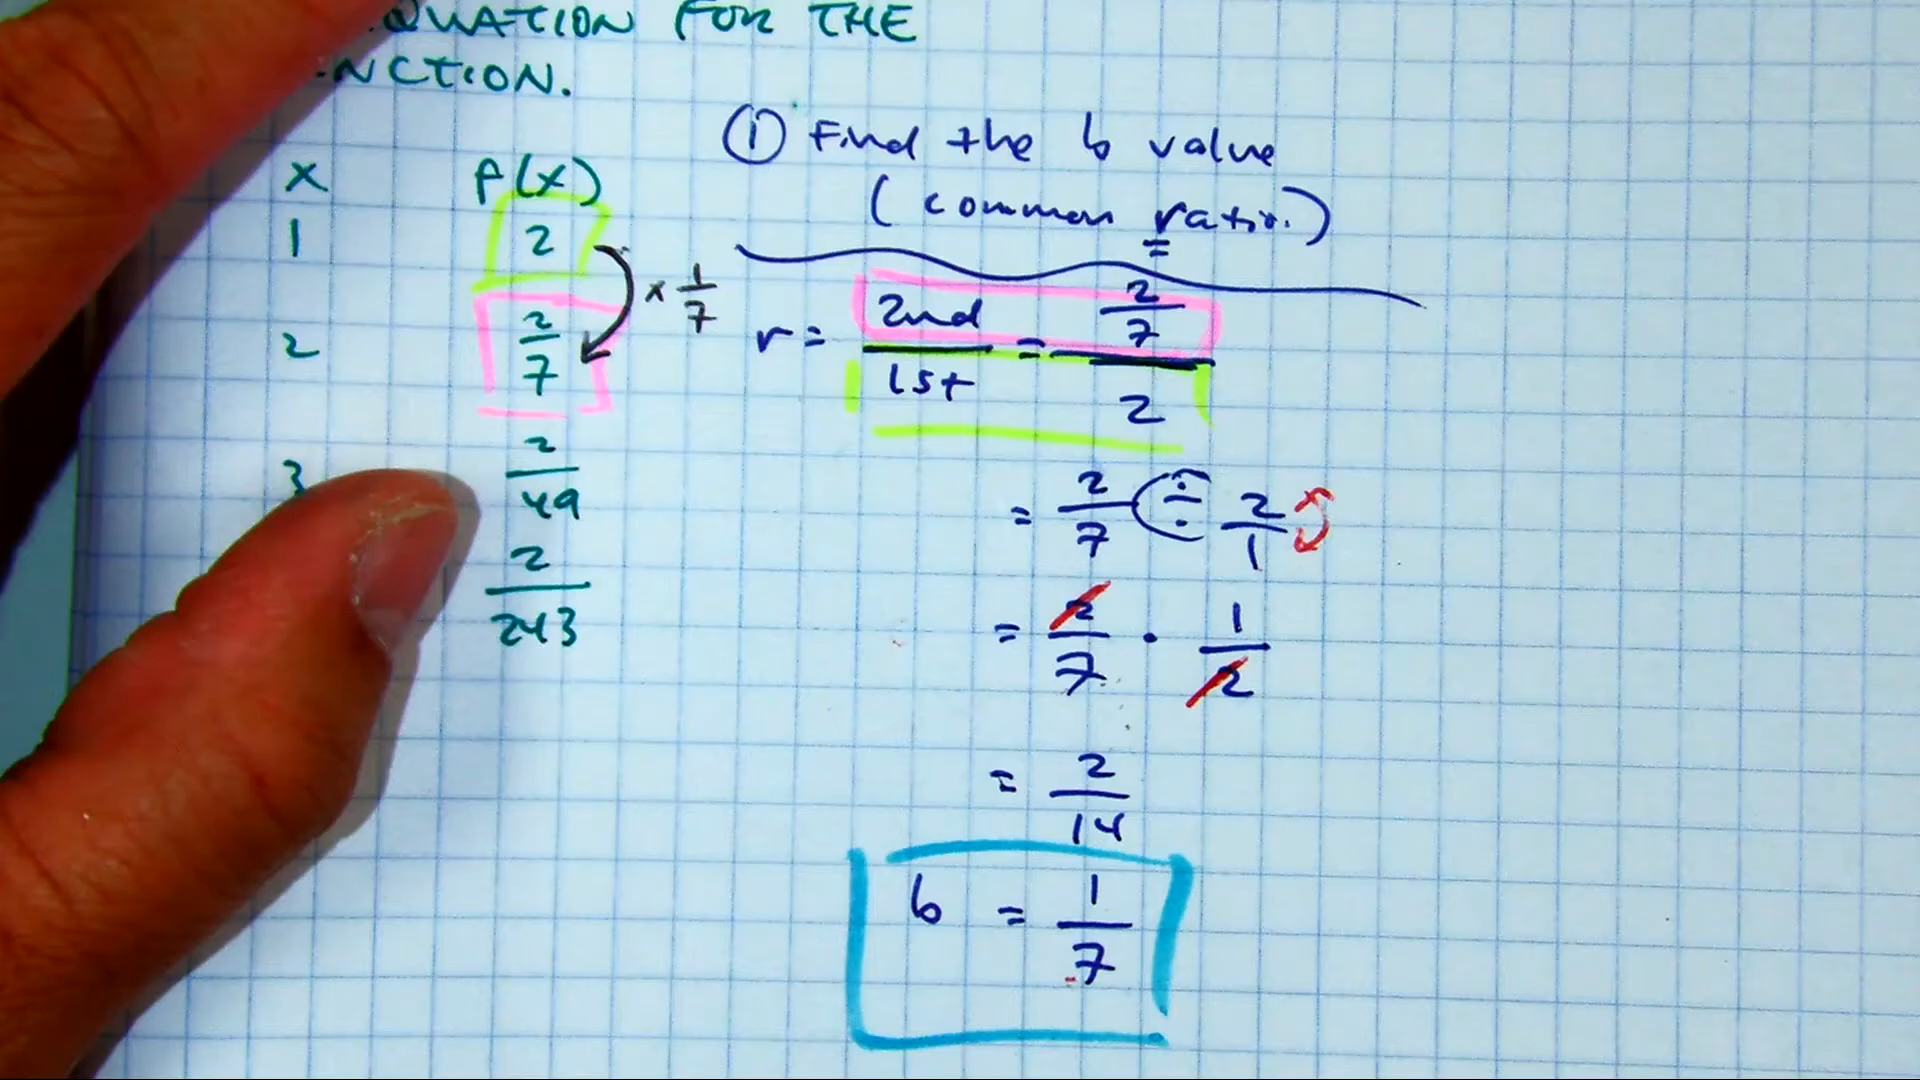 QUATION FOR THE
NCTION.
x P(x)
1 2
2 2/7
3 2/49
2/243
× 1/7
① Find the b value
(common ratio.)
r = 2nd/1st = 2/7 / 2
= 2/7 ÷ 2/1
= 2/7 · 1/2
= 2/14
b = 1/7